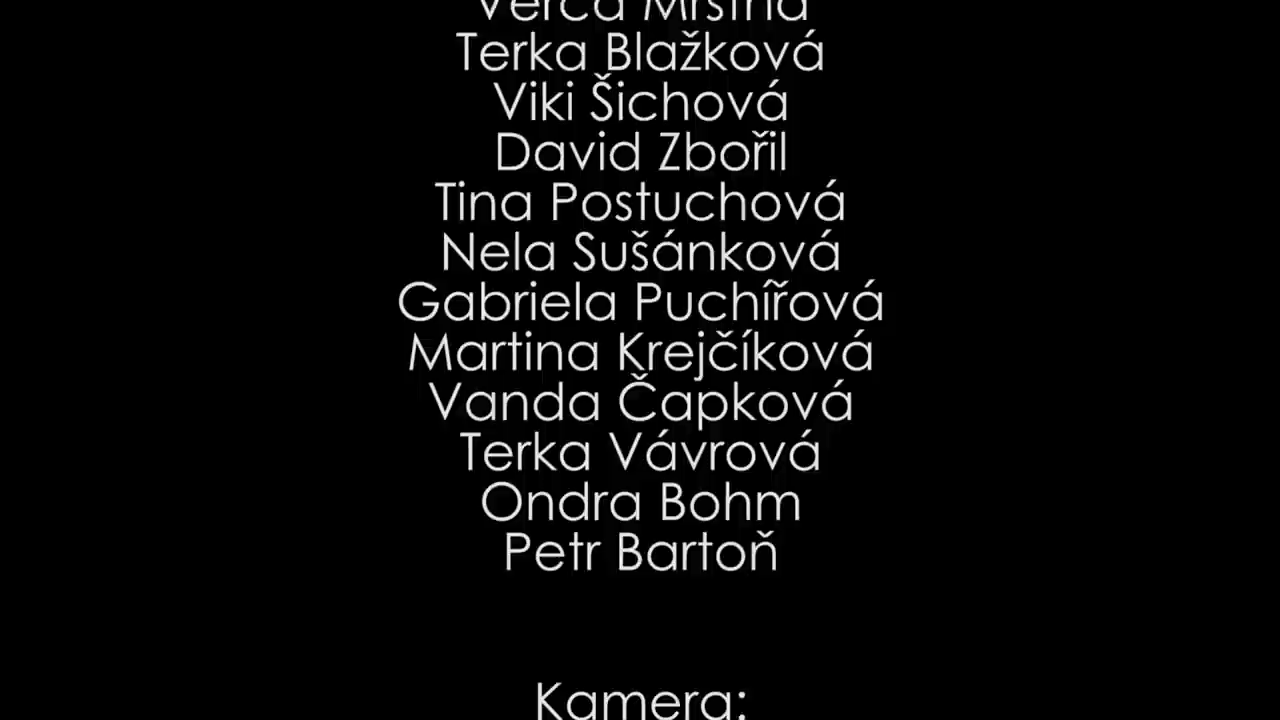 Terka Blažková
Viki Šichová
David Zbořil
Tina Postuchová
Nela Sušánková
Gabriela Puchířová
Martina Krejčíková
Vanda Čapková
Terka Vávrová
Ondra Bohm
Petr Bartoň
Kamera: